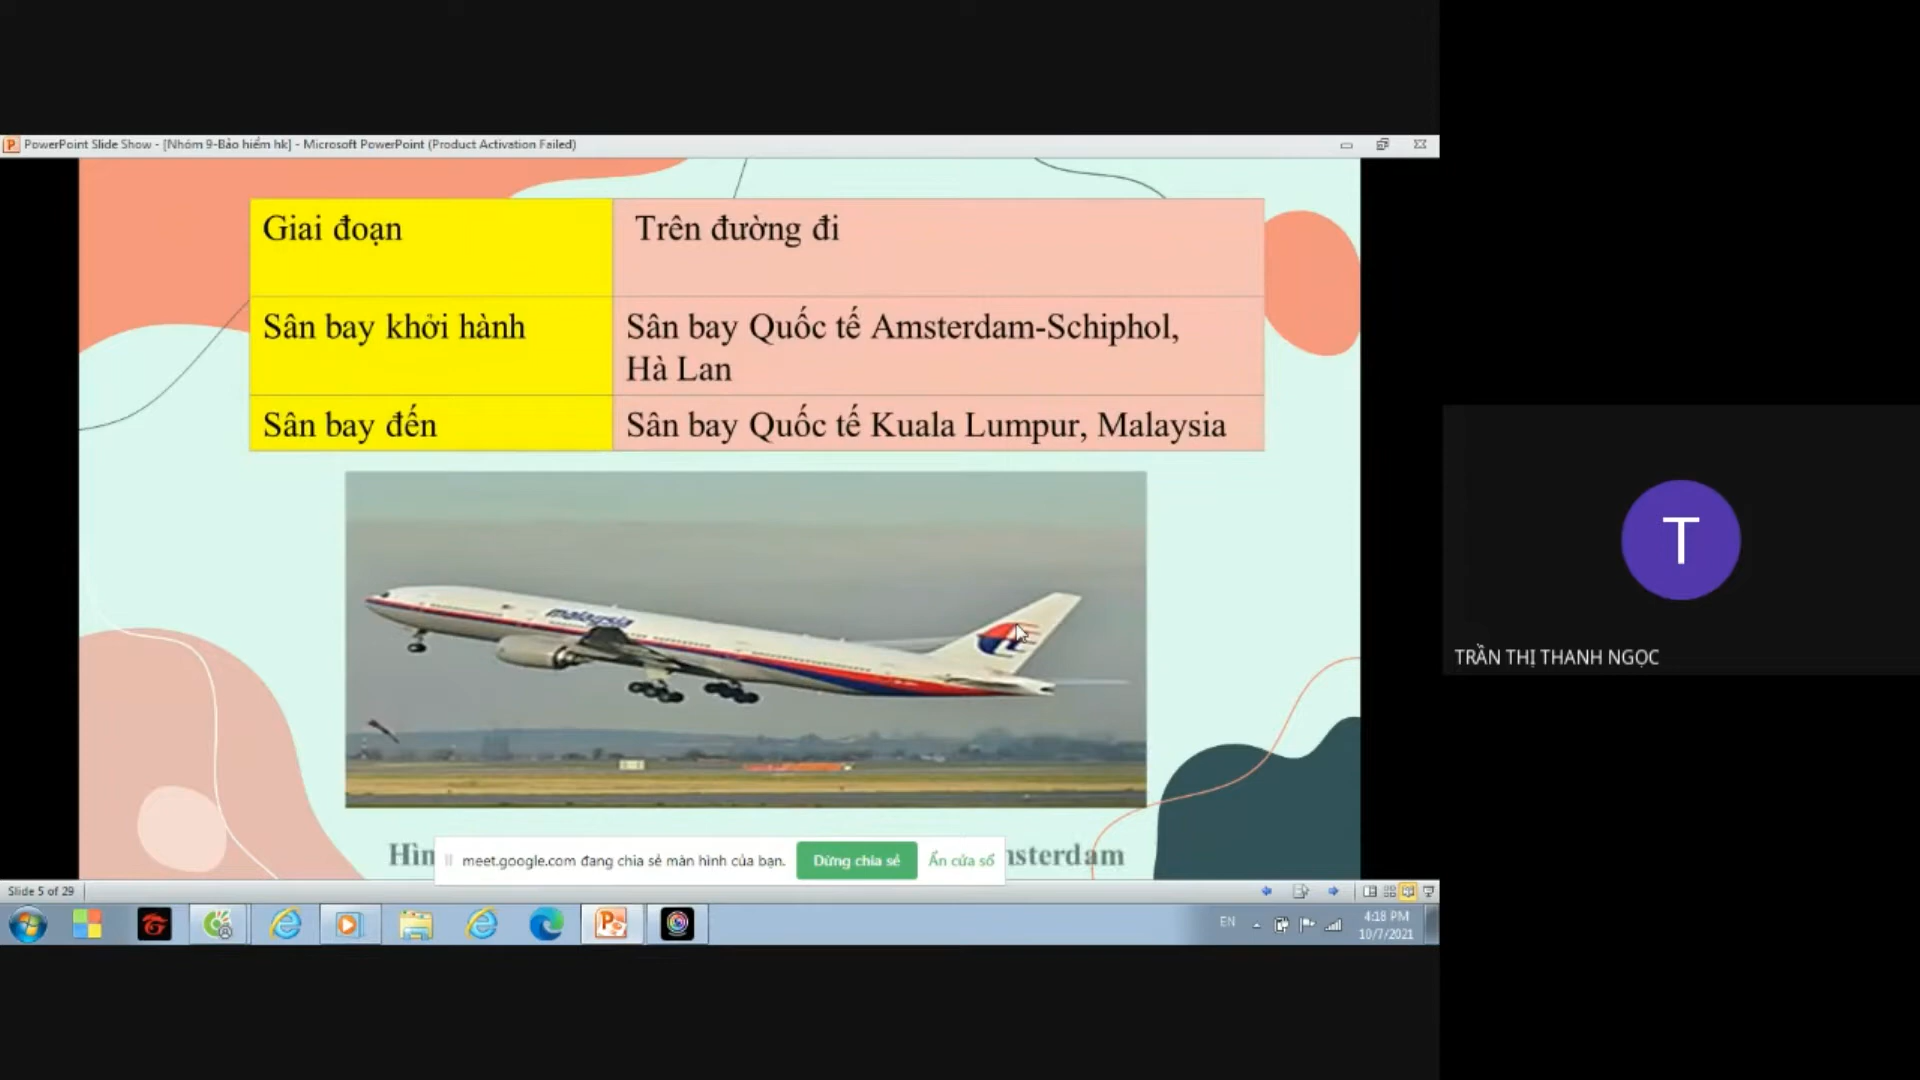 PowerPoint Slide Show - [Nhóm 9-Bảo hiểm hk] - Microsoft PowerPoint (Product Activation Failed)
Giai đoạn
Trên đường đi
Sân bay khởi hành
Sân bay Quốc tế Amsterdam-Schiphol,
Hà Lan
Sân bay đến
Sân bay Quốc tế Kuala Lumpur, Malaysia
malaysia
T
TRẦN THỊ THANH NGỌC
meet.google.com đang chia sẻ màn hình của bạn.
Dừng chia sẻ
Ẩn cửa sổ
Slide 5 of 29
EN
4:18 PM
10/7/2021